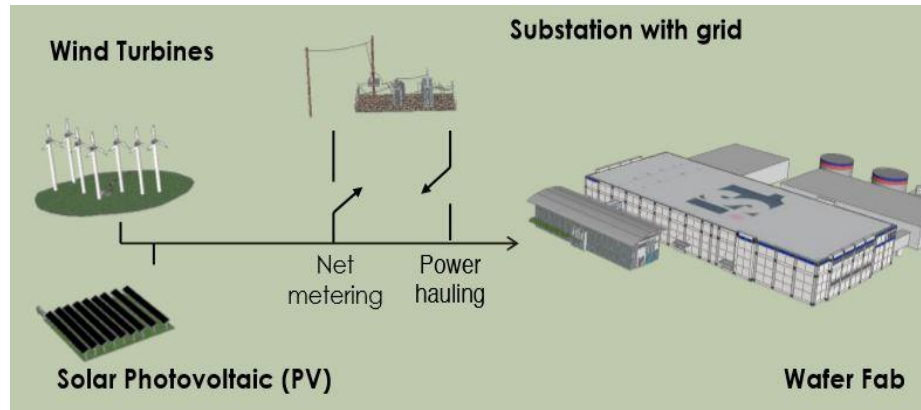 Substation with grid
Wind Turbines
Net
metering
Power
hauling
Solar Photovoltaic (PV)
Wafer Fab